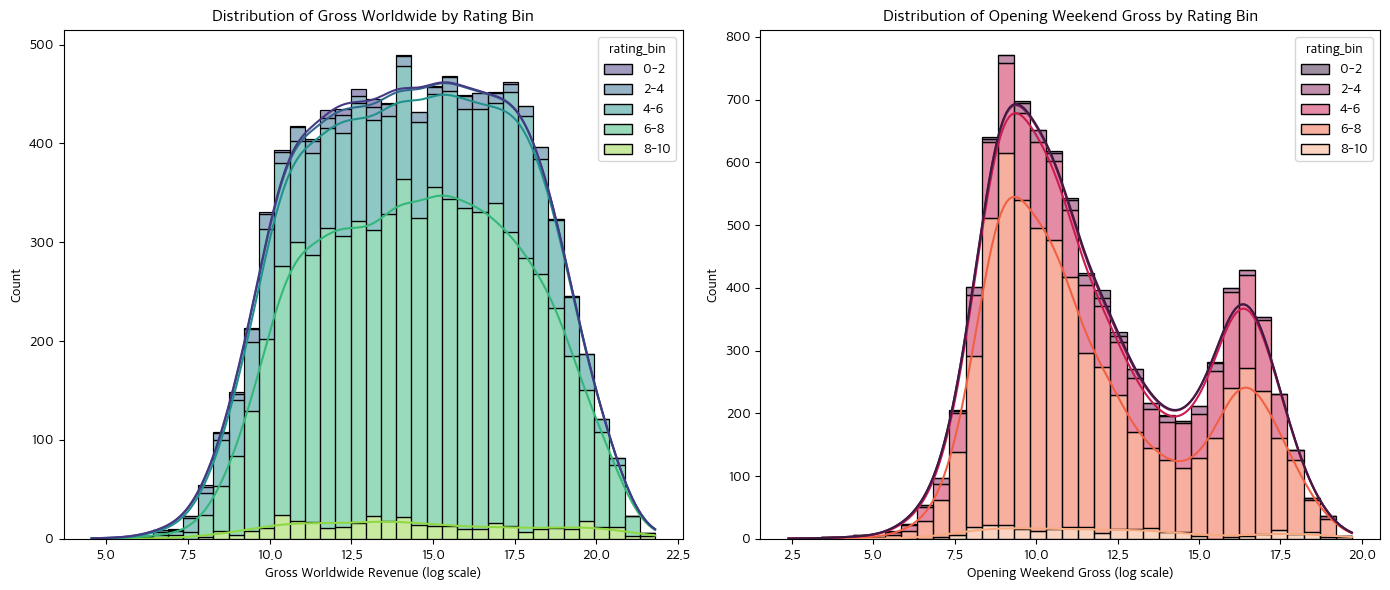 Distribution of Gross Worldwide by Rating Bin
500
400
300
200
100
0
Count
5.0 7.5 10.0 12.5 15.0 17.5 20.0 22.5
Gross Worldwide Revenue (log scale)
rating_bin
0-2
2-4
4-6
6-8
8-10
Distribution of Opening Weekend Gross by Rating Bin
800
700
600
500
400
300
200
100
0
Count
2.5 5.0 7.5 10.0 12.5 15.0 17.5 20.0
Opening Weekend Gross (log scale)
rating_bin
0-2
2-4
4-6
6-8
8-10